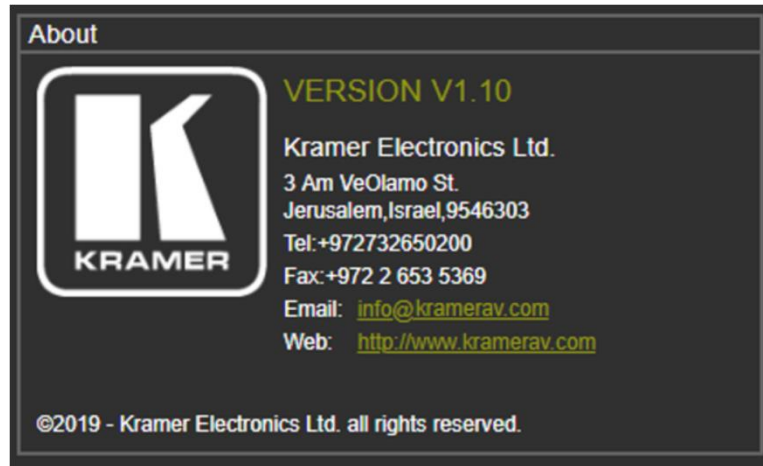 About
KRAMER
VERSION V1.10
Kramer Electronics Ltd.
3 Am VeOlamo St.
Jerusalem,Israel,9546303
Tel:+972732650200
Fax:+972 2 653 5369
Email: info@kramerav.com
Web: http://www.kramerav.com
©2019 - Kramer Electronics Ltd. all rights reserved.